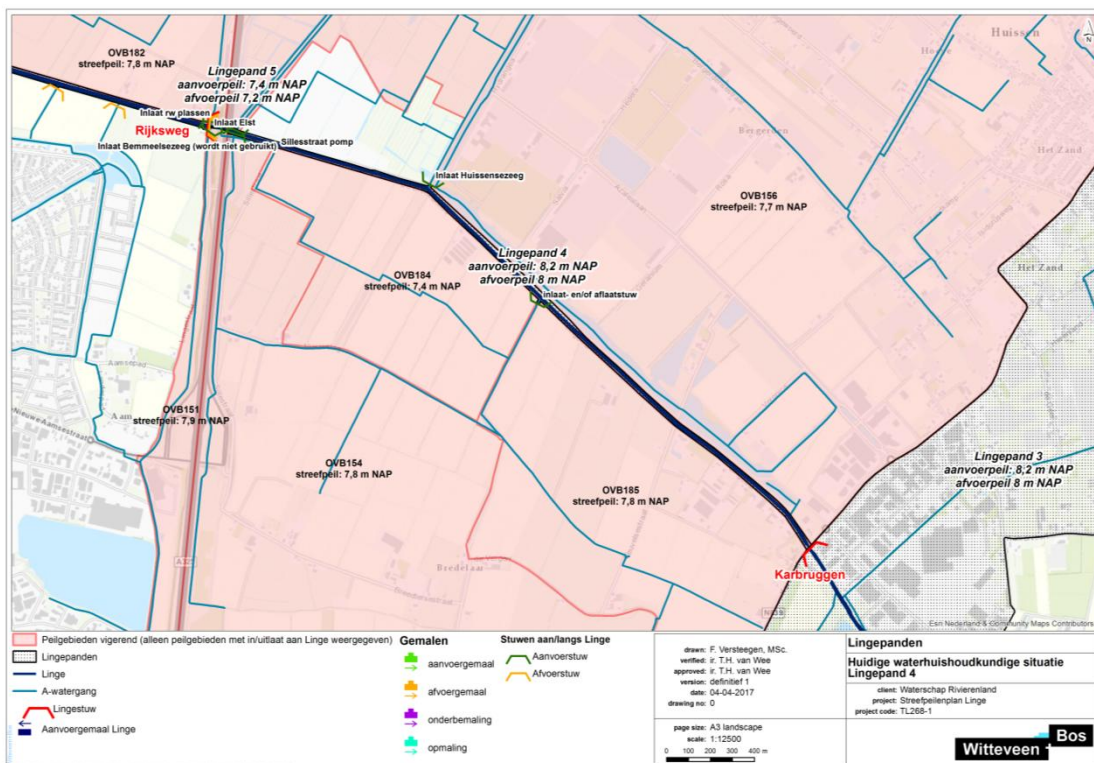 OVB182
streefpeil: 7,8 m NAP
Lingepand 5
aanvoerpeil: 7,4 m NAP
afvoerpeil 7,2 m NAP
Inlaat rw plassen
Rijksweg
Inlaat Elst
Inlaat Bemmeelsezeeg (wordt niet gebruikt)
Sillesstraat pomp
Inlaat Huissensezeeg
Huissen
Bergerden
Het Zand
OVB156
streefpeil: 7,7 m NAP
Lingepand 4
aanvoerpeil: 8,2 m NAP
afvoerpeil 8 m NAP
inlaat- en/of aflaatstuw
OVB184
streefpeil: 7,4 m NAP
Het Zand
Aamsepad
Aam
Nieuwe Aamsestraat
OVB151
streefpeil: 7,9 m NAP
OVB154
streefpeil: 7,8 m NAP
OVB185
streefpeil: 7,8 m NAP
Lingepand 3
aanvoerpeil: 8,2 m NAP
afvoerpeil 8 m NAP
A325
Bredelaar
Karbruggen
N839
Esri Nederland & Community Maps Contributors
Peilgebieden vigerend (alleen peilgebieden met in/uitlaat aan Linge weergegeven)
Lingepanden
Linge
A-watergang
Lingestuw
Aanvoergemaal Linge
Gemalen
aanvoergemaal
afvoergemaal
onderbemaling
opmaling
Stuwen aan/langs Linge
Aanvoerstuw
Afvoerstuw
drawn: F. Versteegen, MSc.
verified: ir. T.H. van Wee
approved: ir. T.H. van Wee
version: definitief 1
date: 04-04-2017
drawing no: 0
page size: A3 landscape
scale: 1:12500
0 100 200 300 400 m
Lingepanden
Huidige waterhuishoudkundige situatie
Lingepand 4
client: Waterschap Rivierenland
project: Streefpeilenplan Linge
project code: TL268-1
Witteveen + Bos